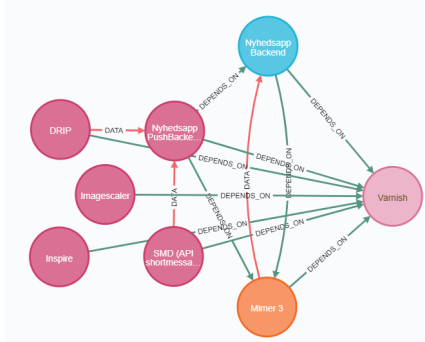 Nyhedsapp
Backend
DEPENDS_ON
DEPENDS_ON
DRIP
DATA
Nyhedsapp
PushBacke...
DEPENDS_ON
DEPENDS_ON
DEPENDS_ON
DATA
Imagescaler
DEPENDS_ON
Varnish
DATA
DEPENDS_ON
DEPENDS_ON
DEPENDS_ON
Inspire
SMD (API
shortmessa...
DEPENDS_ON
Mimer 3